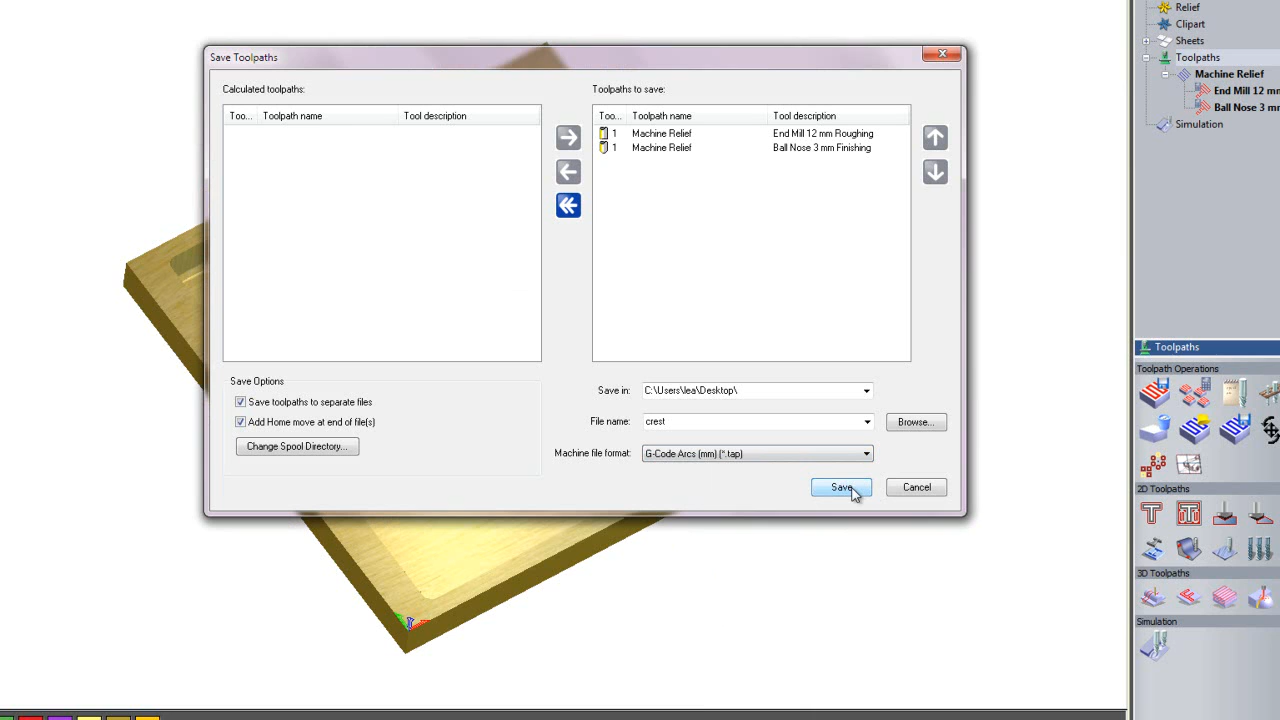 Save Toolpaths
Calculated toolpaths:
Too... Toolpath name Tool description
Toolpaths to save:
Too... Toolpath name Tool description
1 Machine Relief End Mill 12 mm Roughing
1 Machine Relief Ball Nose 3 mm Finishing
Save Options
Save toolpaths to separate files
Add Home move at end of file(s)
Change Spool Directory...
Save in: C:\Users\lea\Desktop\
File name: crest Browse...
Machine file format: G-Code Arcs (mm) (*.tap)
Save Cancel
Relief
Clipart
Sheets
Toolpaths
Machine Relief
End Mill 12 mm
Ball Nose 3 mm
Simulation
Toolpaths
Toolpath Operations
2D Toolpaths
3D Toolpaths
Simulation